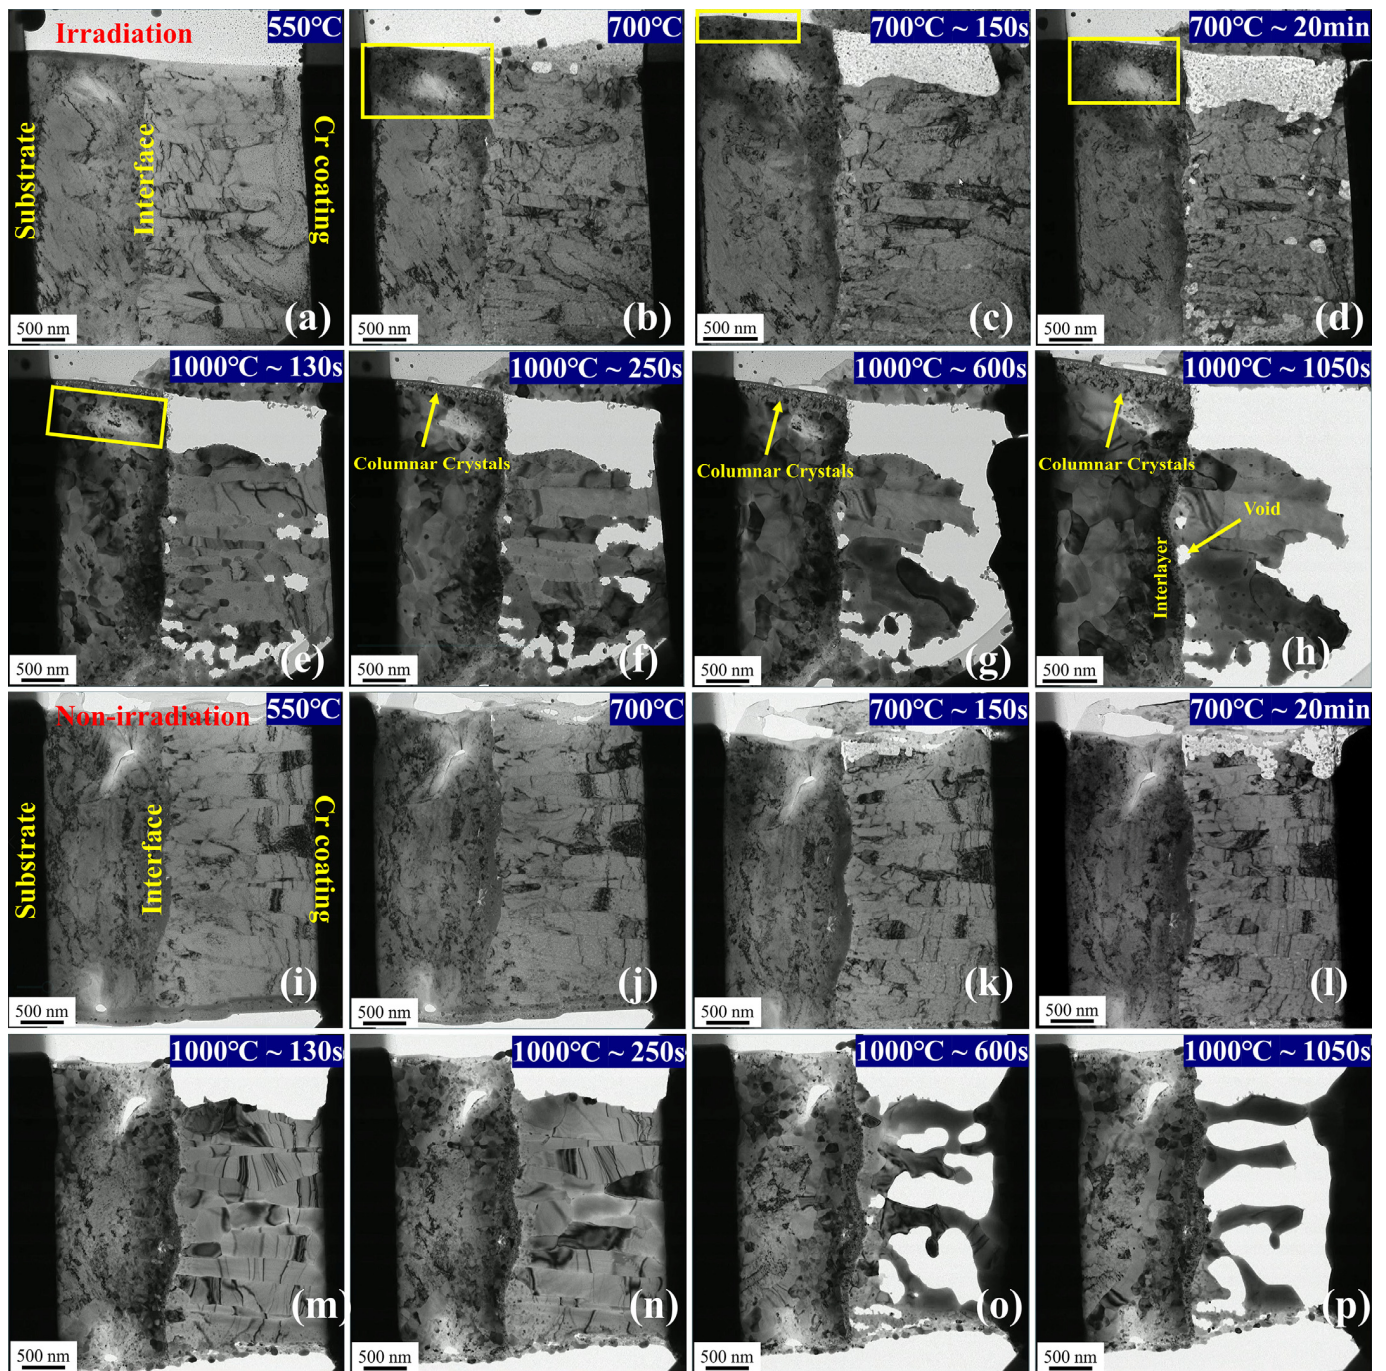 Irradiation
550°C
Substrate
Interface
Cr coating
500 nm
(a)
700°C
500 nm
(b)
700°C ~ 150s
500 nm
(c)
700°C ~ 20min
500 nm
(d)
1000°C ~ 130s
500 nm
(e)
1000°C ~ 250s
Columnar Crystals
500 nm
(f)
1000°C ~ 600s
Columnar Crystals
500 nm
(g)
1000°C ~ 1050s
Columnar Crystals
Void
Interlayer
500 nm
(h)
Non-irradiation
550°C
Substrate
Interface
Cr coating
500 nm
(i)
700°C
500 nm
(j)
700°C ~ 150s
500 nm
(k)
700°C ~ 20min
500 nm
(l)
1000°C ~ 130s
500 nm
(m)
1000°C ~ 250s
500 nm
(n)
1000°C ~ 600s
500 nm
(o)
1000°C ~ 1050s
500 nm
(p)